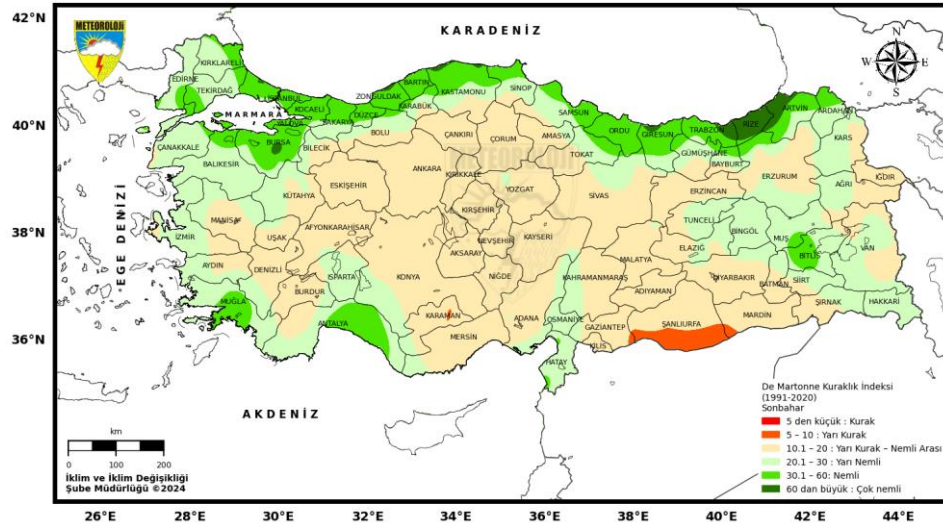 42°N
40°N
38°N
36°N
METEOROLOJİ
KARADENİZ
N
W
E
S
KIRKLARELİ
EDİRNE
TEKİRDAĞ
İSTANBUL
KOCAELİ
YALOVA
SAKARYA
DÜZCE
ZONGULDAK
BARTIN
KARABÜK
KASTAMONU
SİNOP
SAMSUN
ORDU
GİRESUN
TRABZON
RİZE
ARTVİN
ARDAHAN
MARMARA
ÇANAKKALE
BURSA
BİLECİK
BOLU
ÇANKIRI
ÇORUM
AMASYA
TOKAT
GÜMÜŞHANE
BAYBURT
KARS
BALIKESİR
ESKİŞEHİR
ANKARA
KIRIKKALE
YOZGAT
SİVAS
ERZİNCAN
ERZURUM
AĞRI
IĞDIR
KÜTAHYA
MANİSA
UŞAK
AFYONKARAHİSAR
KIRŞEHİR
NEVŞEHİR
KAYSERİ
TUNCELİ
BİNGÖL
MUŞ
VAN
EGE DENİZİ
İZMİR
AYDIN
DENİZLİ
ISPARTA
BURDUR
KONYA
AKSARAY
NİĞDE
KAHRAMANMARAŞ
MALATYA
ELAZIĞ
DİYARBAKIR
BATMAN
BİTLİS
SİİRT
ŞIRNAK
HAKKARİ
MUĞLA
ANTALYA
KARAMAN
MERSİN
ADANA
OSMANİYE
GAZİANTEP
KİLİS
ADIYAMAN
ŞANLIURFA
MARDİN
HATAY
AKDENİZ
km
0 100 200
İklim ve İklim Değişikliği
Şube Müdürlüğü ©2024
De Martonne Kuraklık İndeksi
(1991-2020)
Sonbahar
5 den küçük : Kurak
5 – 10 : Yarı Kurak
10.1 – 20 : Yarı Kurak – Nemli Arası
20.1 – 30 : Yarı Nemli
30.1 – 60: Nemli
60 dan büyük : Çok nemli
26°E 28°E 30°E 32°E 34°E 36°E 38°E 40°E 42°E 44°E